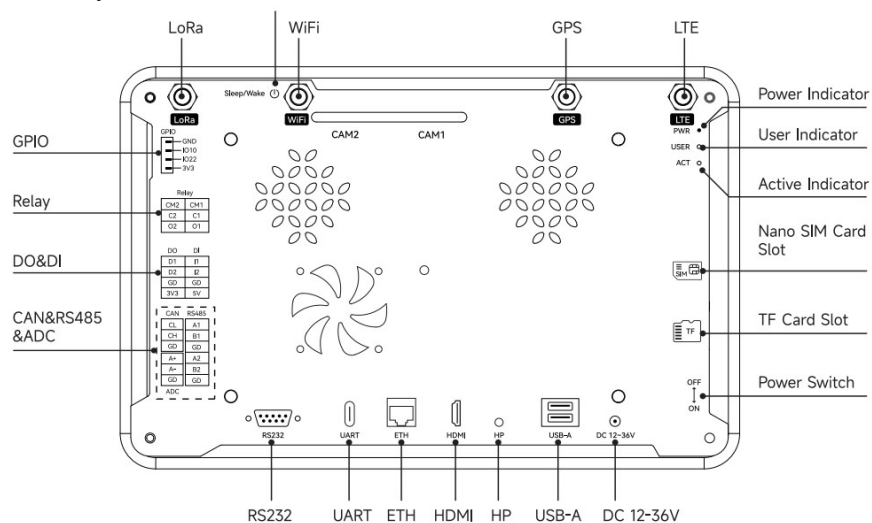 LoRa
WiFi
GPS
LTE
Sleep/Wake
LoRa
WiFi
GPS
LTE
CAM2
CAM1
PWR
USER
ACT
Power Indicator
User Indicator
Active Indicator
Nano SIM Card
Slot
TF Card Slot
Power Switch
GPIO
Relay
DO&DI
CAN&RS485
&ADC
GPIO
GND
IO10
IO22
3V3
Relay
CM2 CM1
C2 C1
O2 O1
DO DI
D1 I1
D2 I2
GD GD
3V3 5V
CAN RS485
CL A1
CH B1
GD GD
A+ A2
A- B2
GD GD
ADC
SIM
TF
OFF
ON
RS232
UART
ETH
HDMI
HP
USB-A
DC 12~36V
RS232
UART
ETH
HDMI
HP
USB-A
DC 12-36V